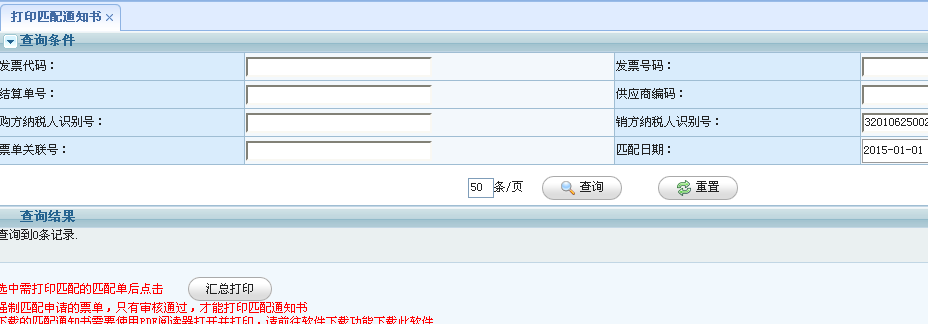 打印匹配通知书
查询条件
发票代码： 发票号码：
结算单号： 供应商编码：
购方纳税人识别号： 销方纳税人识别号： 32010625002
票单关联号： 匹配日期： 2015-01-01
50 条/页 查询 重置
查询结果
查询到0条记录.
选中需打印匹配的匹配单后点击 汇总打印
强制匹配申请的票单，只有审核通过，才能打印匹配通知书
下载的匹配通知书需要使用PDF阅读器打开并打印，请前往软件下载功能下载此软件